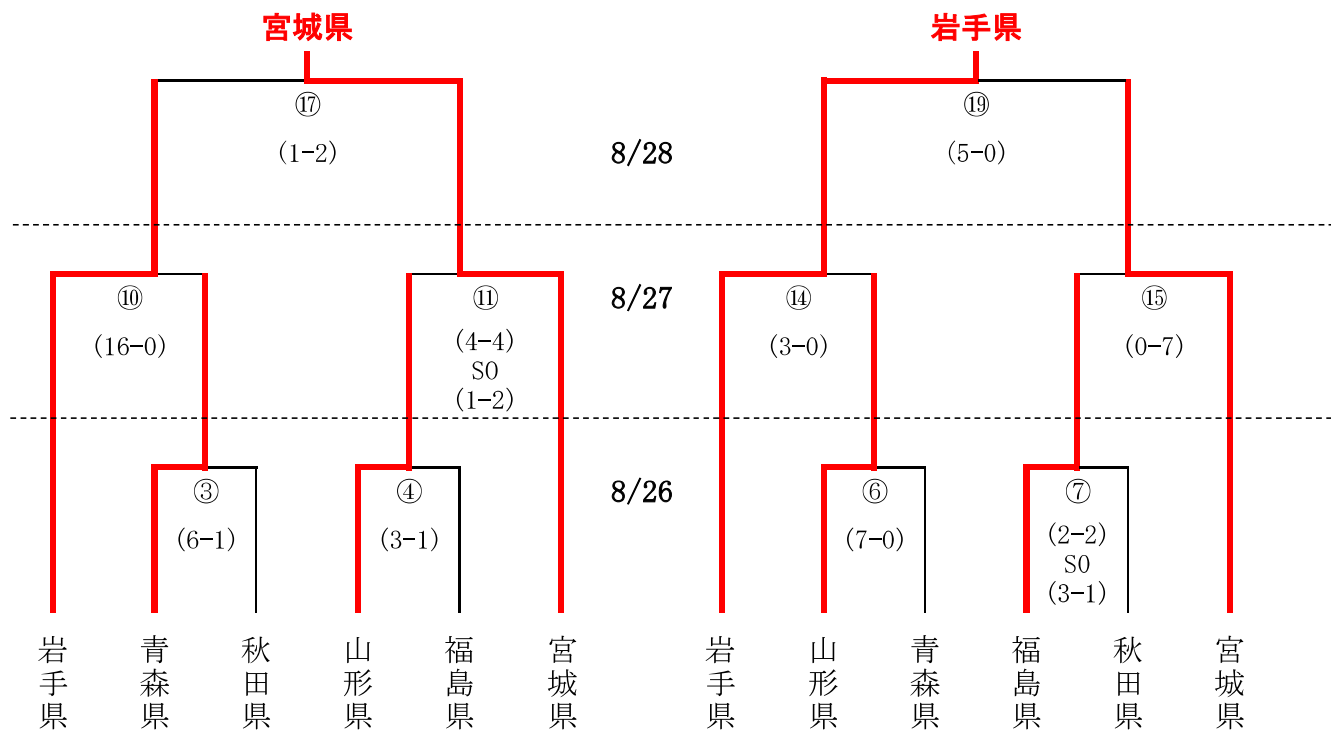 宮城県
岩手県
⑰
(1-2)
8/28
⑲
(5-0)
⑩
(16-0)
⑪
(4-4)
SO
(1-2)
8/27
⑭
(3-0)
⑮
(0-7)
③
(6-1)
④
(3-1)
8/26
⑥
(7-0)
⑦
(2-2)
SO
(3-1)
岩手県
青森県
秋田県
山形県
福島県
宮城県
岩手県
山形県
青森県
福島県
秋田県
宮城県